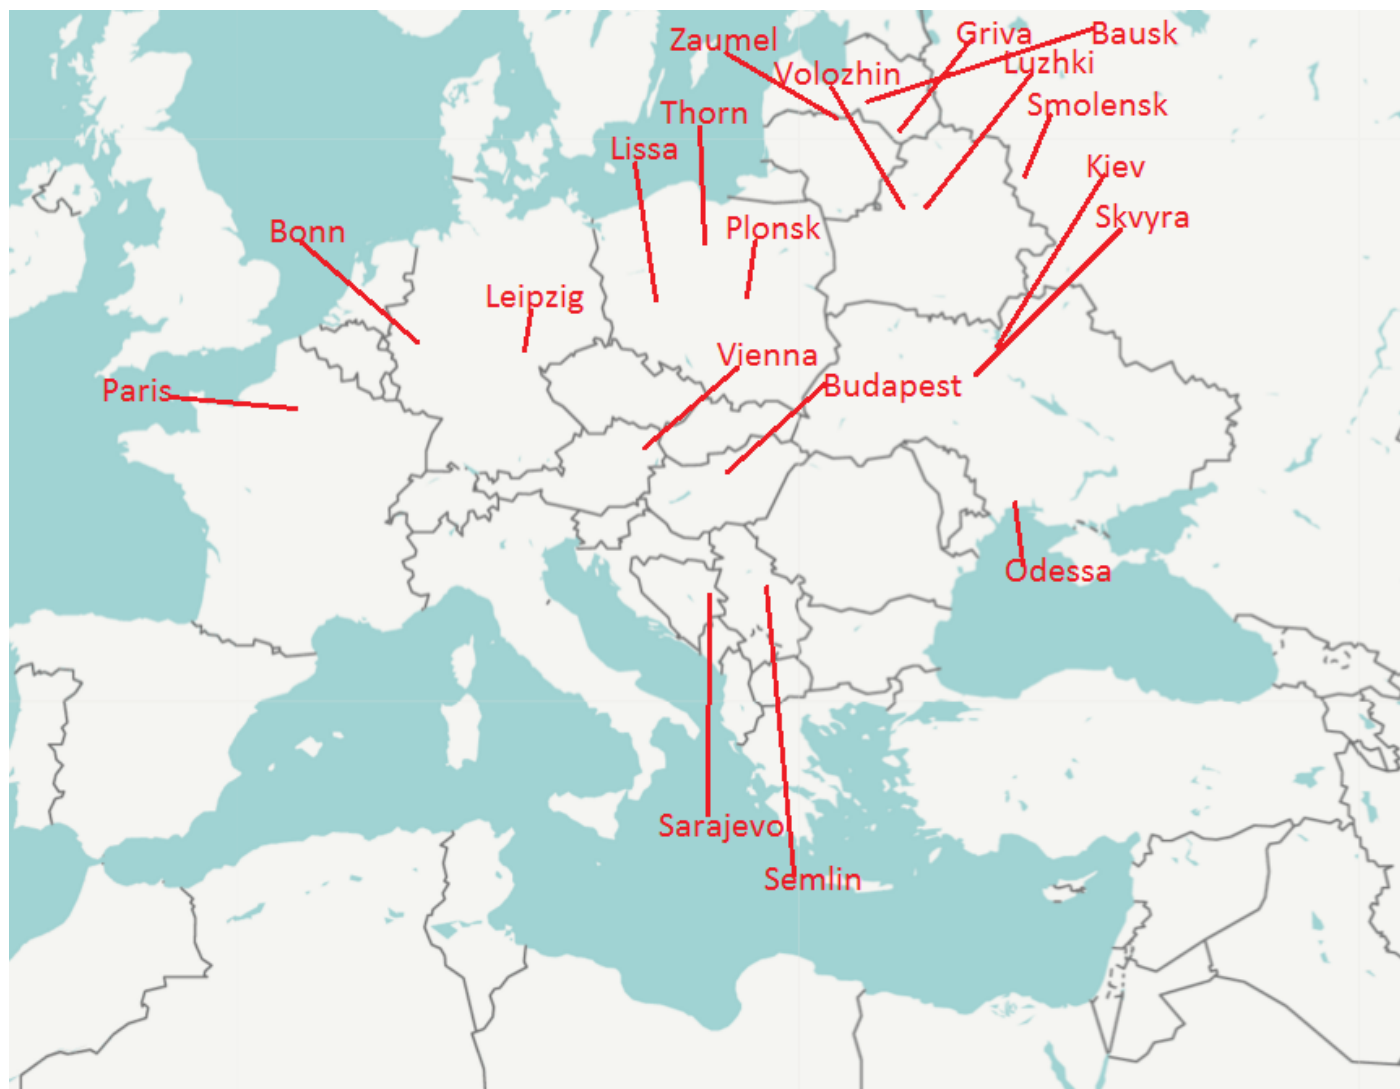 Griva
Bausk
Zaumel
Luzhki
Volozhin
Smolensk
Thorn
Lissa
Kiev
Skvyra
Plonsk
Bonn
Leipzig
Vienna
Budapest
Paris
Odessa
Sarajevo
Semlin